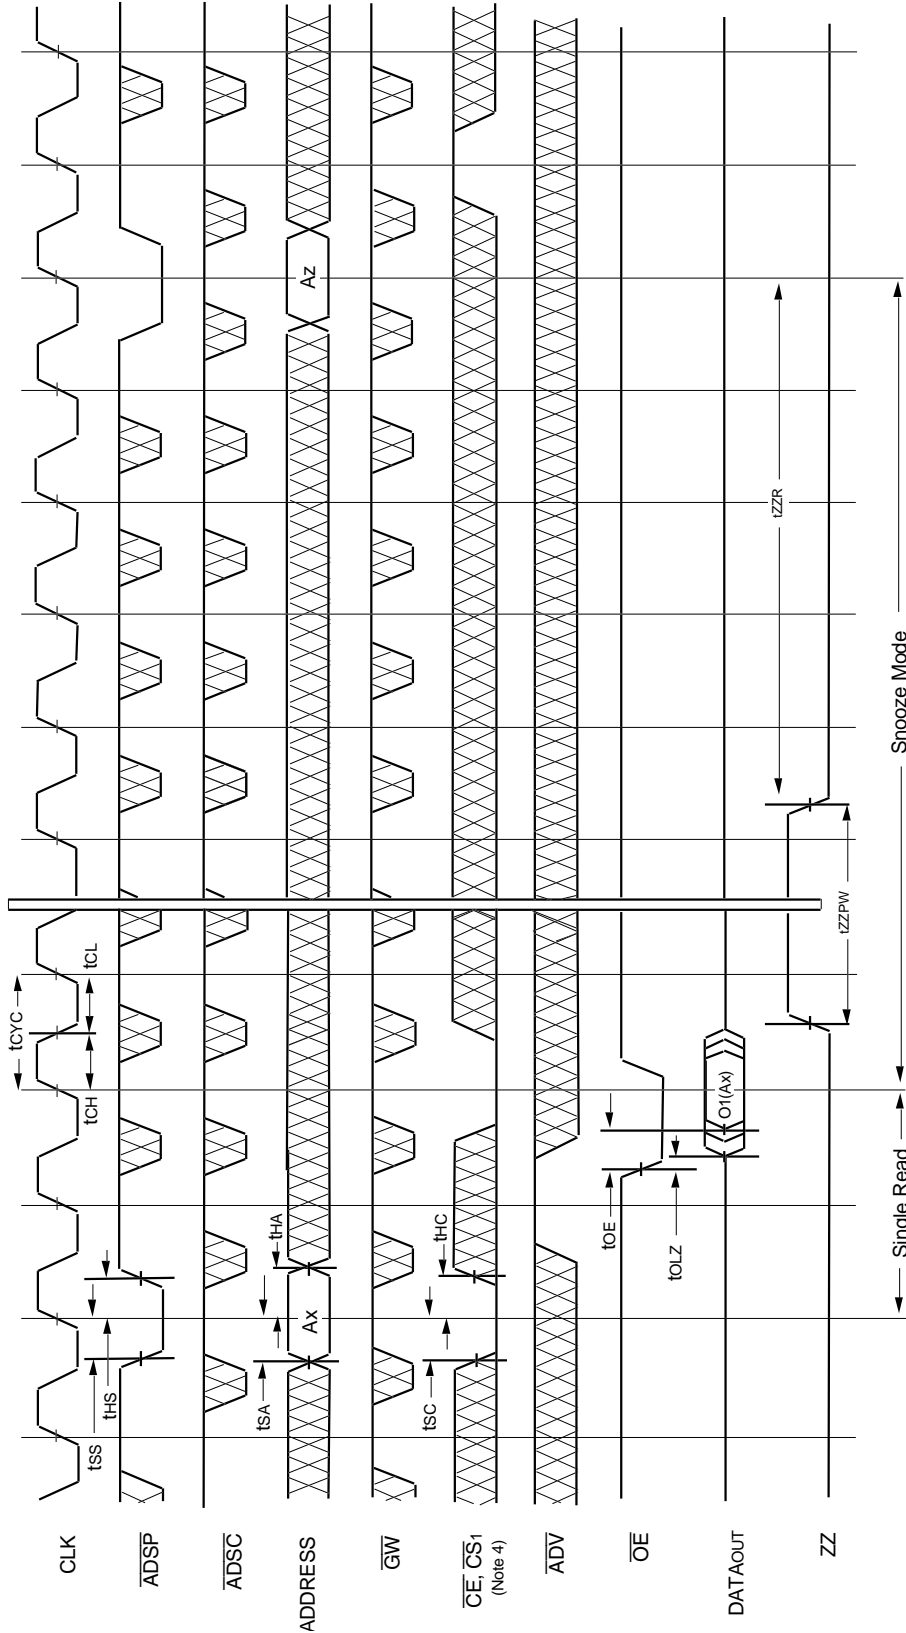 CLK
ADSP
ADSC
ADDRESS
GW
CE, CS1
(Note 4)
ADV
OE
DATAOUT
ZZ
tCYC
tCH
tCL
tSS
tHS
tSA
tHA
Ax
Az
tSC
tHC
tOE
tOLZ
O1(Ax)
tZZPW
tZZR
Single Read
Snooze Mode